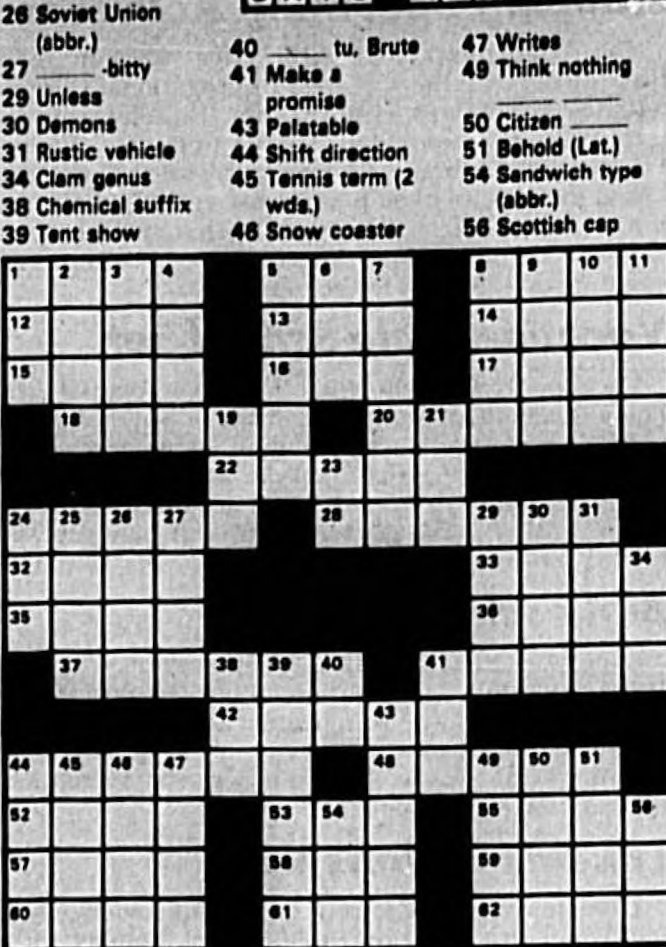 26 Soviet Union
(abbr.)
27 _____ -bitty
29 Unless
30 Demons
31 Rustic vehicle
34 Clam genus
38 Chemical suffix
39 Tent show
40 _____ tu, Brute
41 Make a
promise
43 Palatable
44 Shift direction
45 Tennis term (2
wds.)
46 Snow coaster
47 Writes
49 Think nothing
_____ _____
50 Citizen _____
51 Behold (Lat.)
54 Sandwich type
(abbr.)
56 Scottish cap
1 2 3 4 5 6 7 8 9 10 11
12 13 14
15 16 17
18 19 20 21
22 23
24 25 26 27 28 29 30 31
32 33 34
35 36
37 38 39 40 41
42 43
44 45 46 47 48 49 50 51
52 53 54 55 56
57 58 59
60 61 62